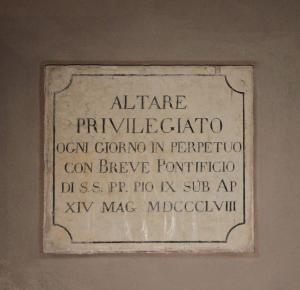 ALTARE
PRIVILEGIATO
OGNI GIORNO IN PERPETUO
CON BREVE PONTIFICIO
DI S.S. PP. PIO IX SUB AP
XIV MAG MDCCCLVIII